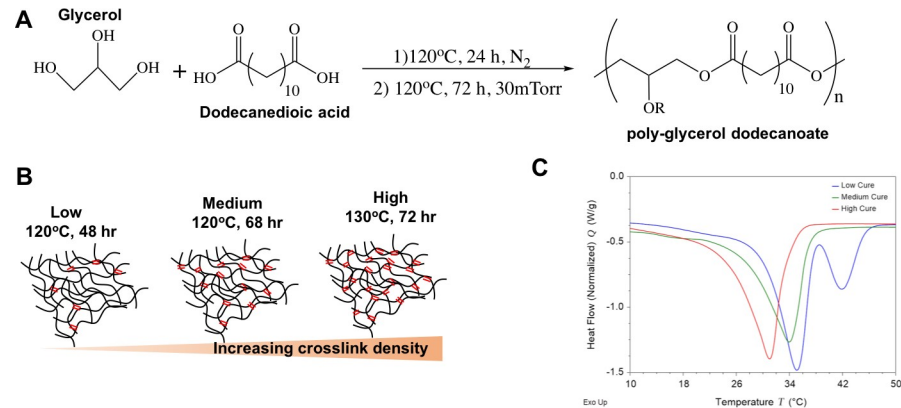 A
Glycerol
OH
HO
OH
+
O
O
HO
OH
10
Dodecanedioic acid
1)120°C, 24 h, N₂
2) 120°C, 72 h, 30mTorr
O
O
O
O
10
OR
n
poly-glycerol dodecanoate
B
Low
120°C, 48 hr
Medium
120°C, 68 hr
High
130°C, 72 hr
Increasing crosslink density
C
0.0
-0.5
-1.0
-1.5
Heat Flow (Normalized) Q (W/g)
Low Cure
Medium Cure
High Cure
10
18
26
34
42
50
Exo Up
Temperature T (°C)